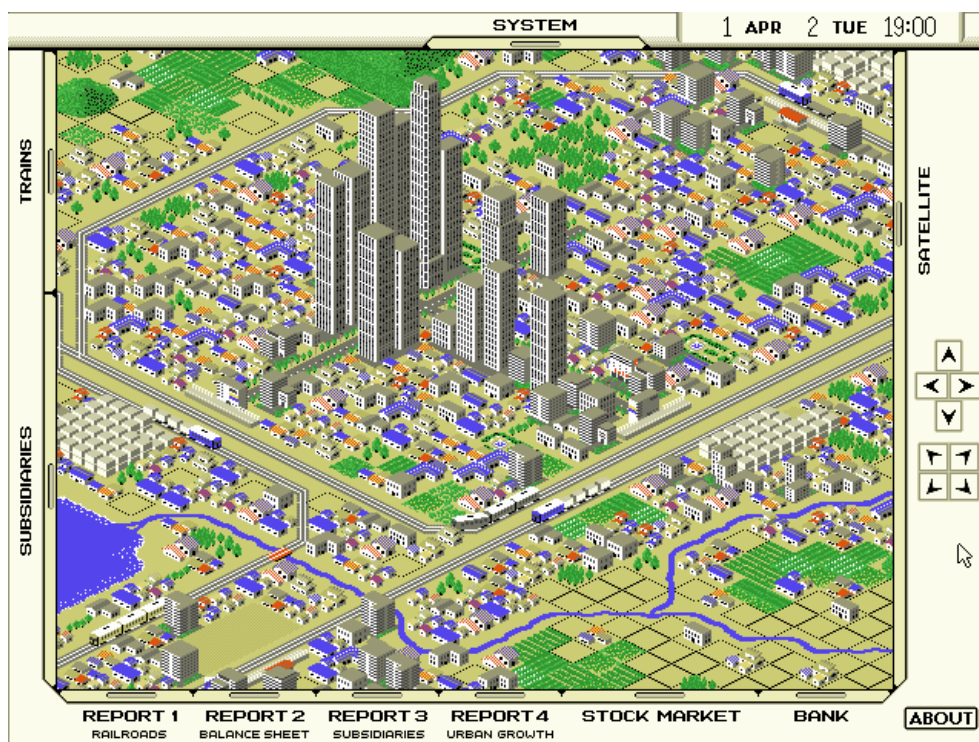 SYSTEM
1 APR 2 TUE 19:00
TRAINS
SATELLITE
SUBSIDIARIES
REPORT 1
RAILROADS
REPORT 2
BALANCE SHEET
REPORT 3
SUBSIDIARIES
REPORT 4
URBAN GROWTH
STOCK MARKET
BANK
ABOUT